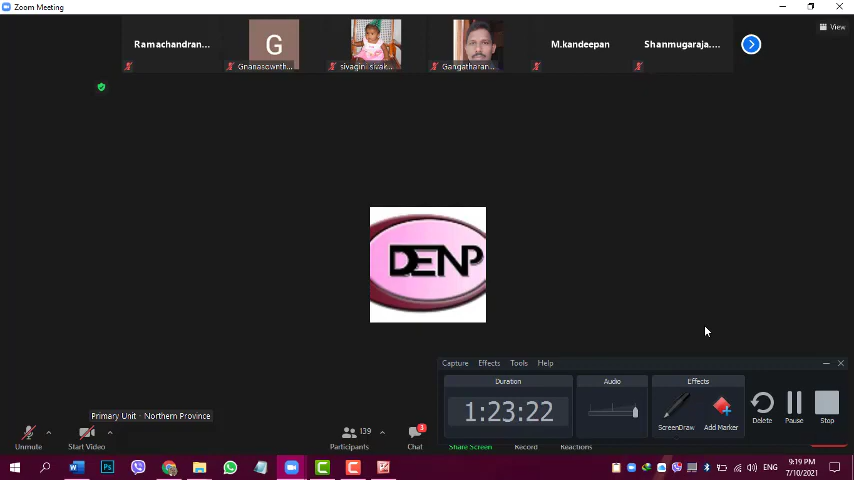 Zoom Meeting
View
Ramachandran...
G
Gnanasownth...
sivagini sivak...
Gangatharan...
M.kandeepan
Shanmugaraja....
DENP
Capture Effects Tools Help
Duration Audio Effects
1:23:22
ScreenDraw Add Marker Delete Pause Stop
Primary Unit - Northern Province
139
3
Unmute Start Video Participants Chat Share Screen Record Reactions
ENG
9:19 PM
7/10/2021